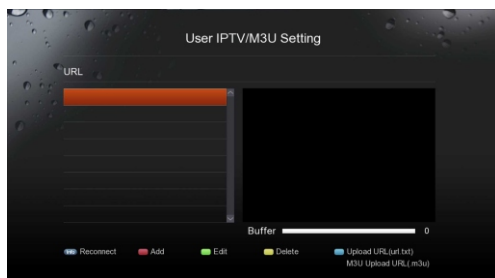 User IPTV/M3U Setting
URL
Buffer 0
Reconnect Add Edit Delete Upload URL(url.txt)
M3U Upload URL(.m3u)